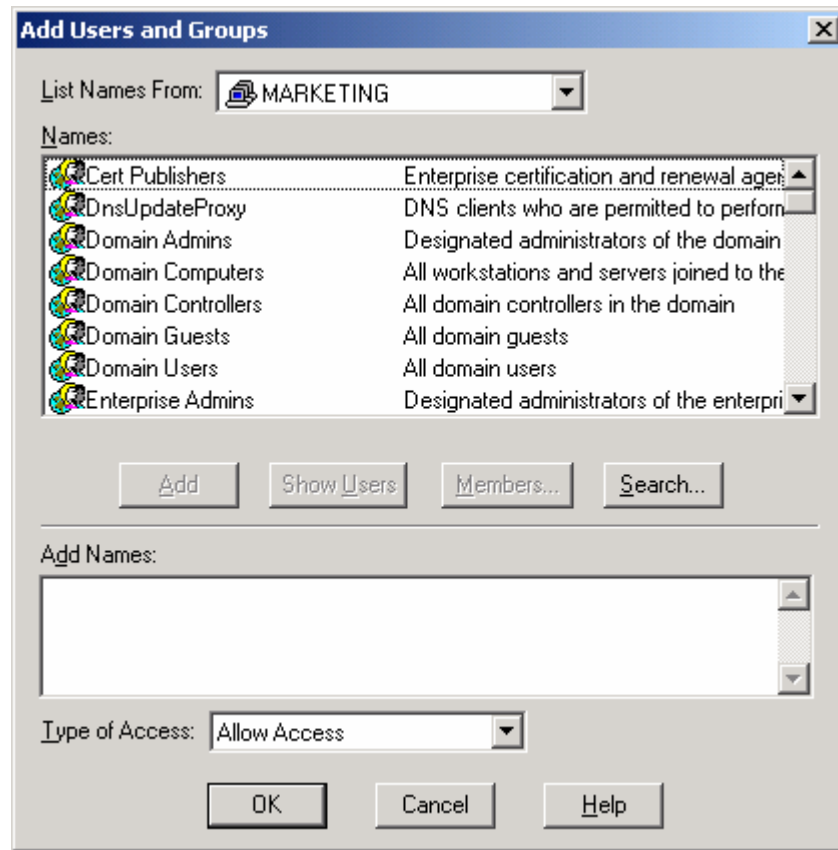 Add Users and Groups
List Names From: MARKETING
Names:
Cert Publishers Enterprise certification and renewal agen
DnsUpdateProxy DNS clients who are permitted to perform
Domain Admins Designated administrators of the domain
Domain Computers All workstations and servers joined to the
Domain Controllers All domain controllers in the domain
Domain Guests All domain guests
Domain Users All domain users
Enterprise Admins Designated administrators of the enterpri
Add Show Users Members... Search...
Add Names:
Type of Access: Allow Access
OK Cancel Help